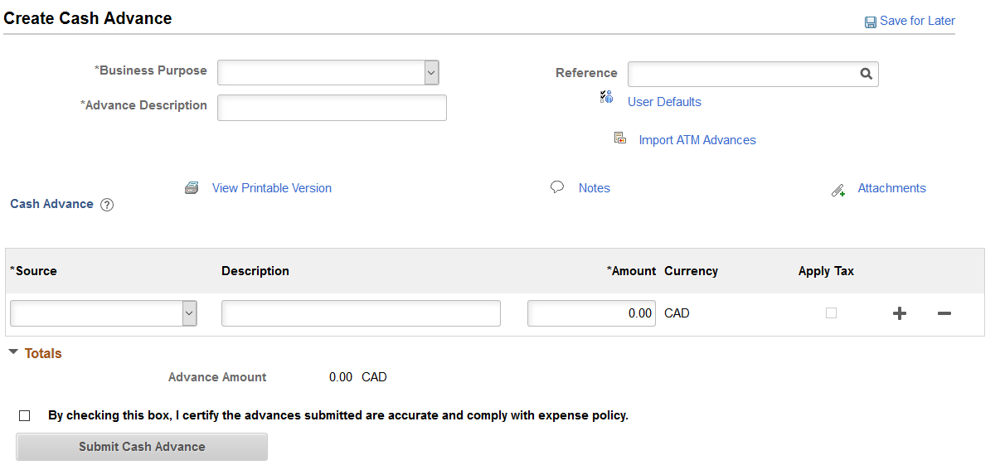 Create Cash Advance
Save for Later
*Business Purpose
Reference
*Advance Description
User Defaults
Import ATM Advances
View Printable Version
Notes
Attachments
Cash Advance ?
*Source Description *Amount Currency Apply Tax
0.00 CAD
Totals
Advance Amount 0.00 CAD
By checking this box, I certify the advances submitted are accurate and comply with expense policy.
Submit Cash Advance